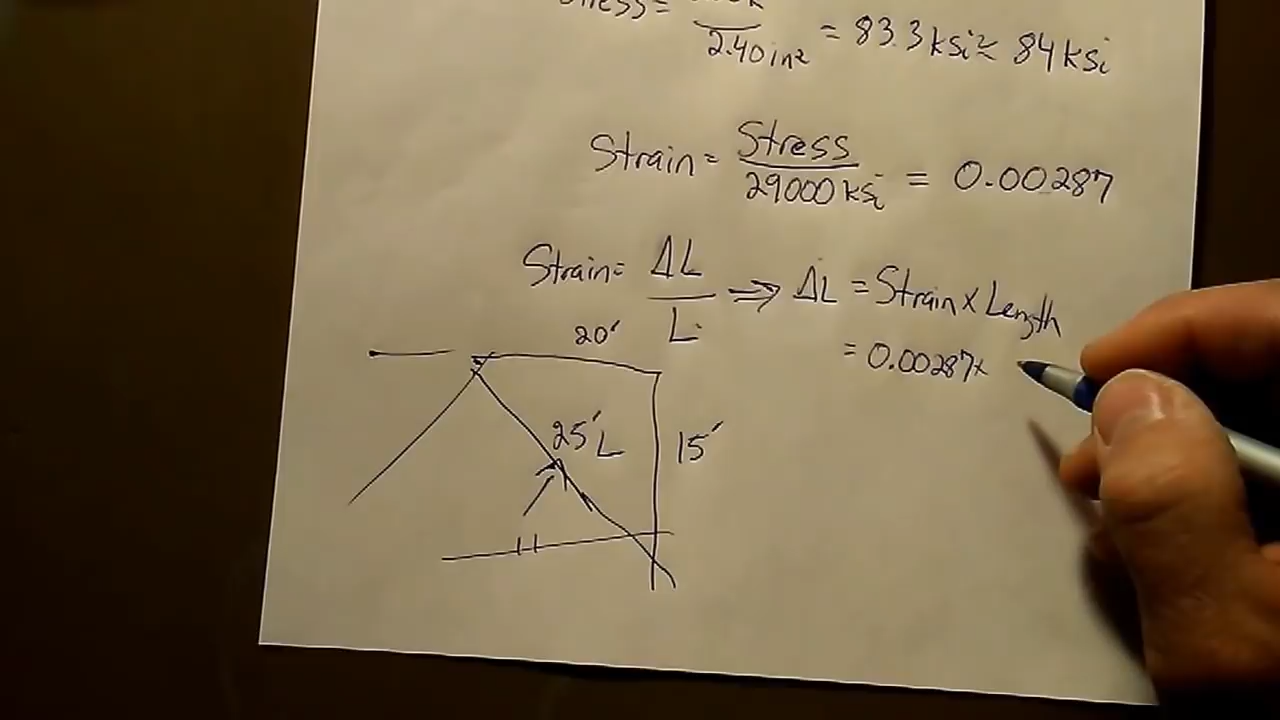 Stress =
2.40 in² = 83.3 ksi ≈ 84 ksi
Strain = Stress / 29000 ksi = 0.00287
Strain = ΔL / L ⇒ ΔL = Strain x Length
= 0.00287 x
20'
25' L
15'